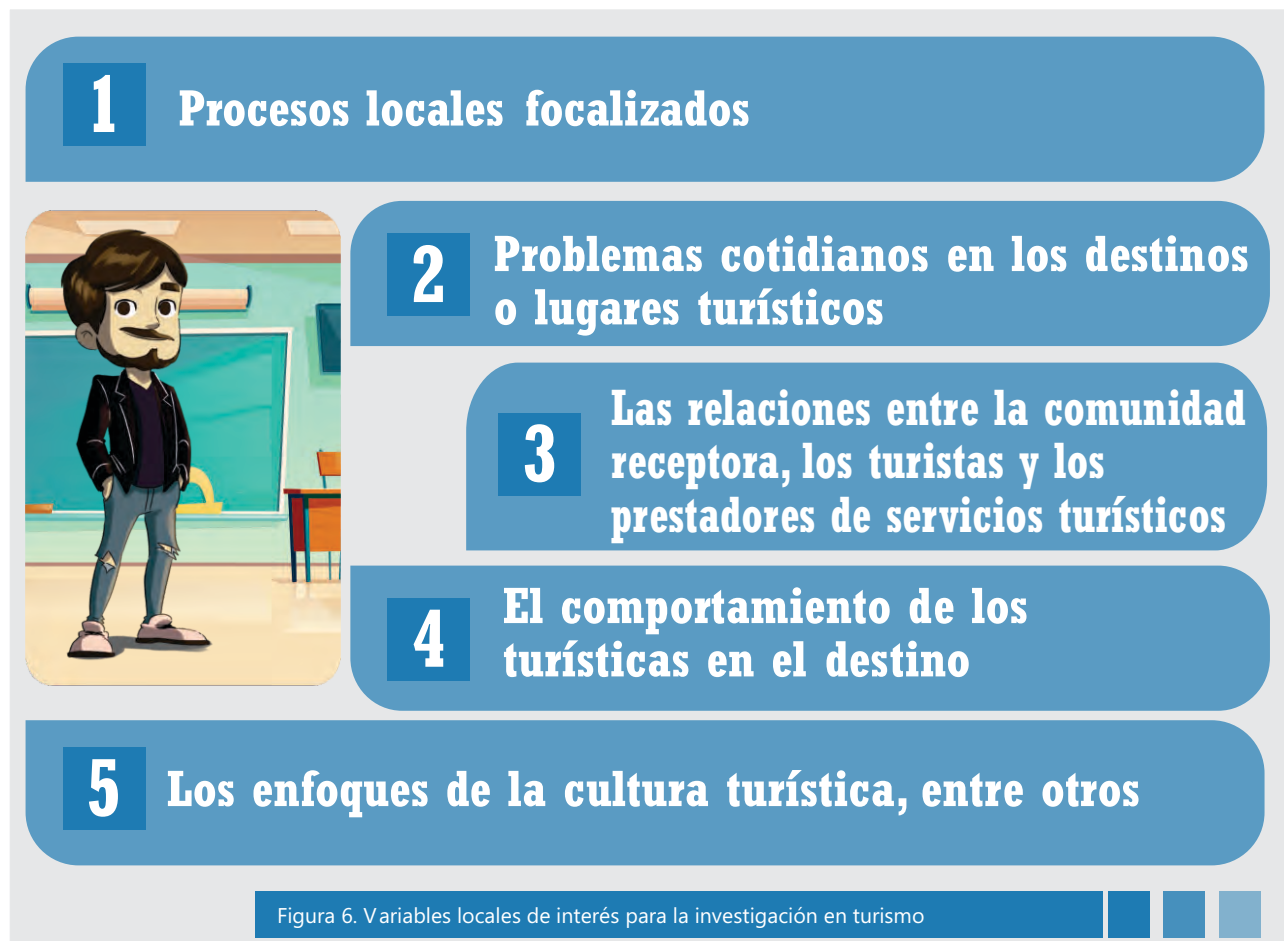 1 Procesos locales focalizados
2 Problemas cotidianos en los destinos
o lugares turísticos
3 Las relaciones entre la comunidad
receptora, los turistas y los
prestadores de servicios turísticos
4 El comportamiento de los
turísticas en el destino
5 Los enfoques de la cultura turística, entre otros
Figura 6. Variables locales de interés para la investigación en turismo